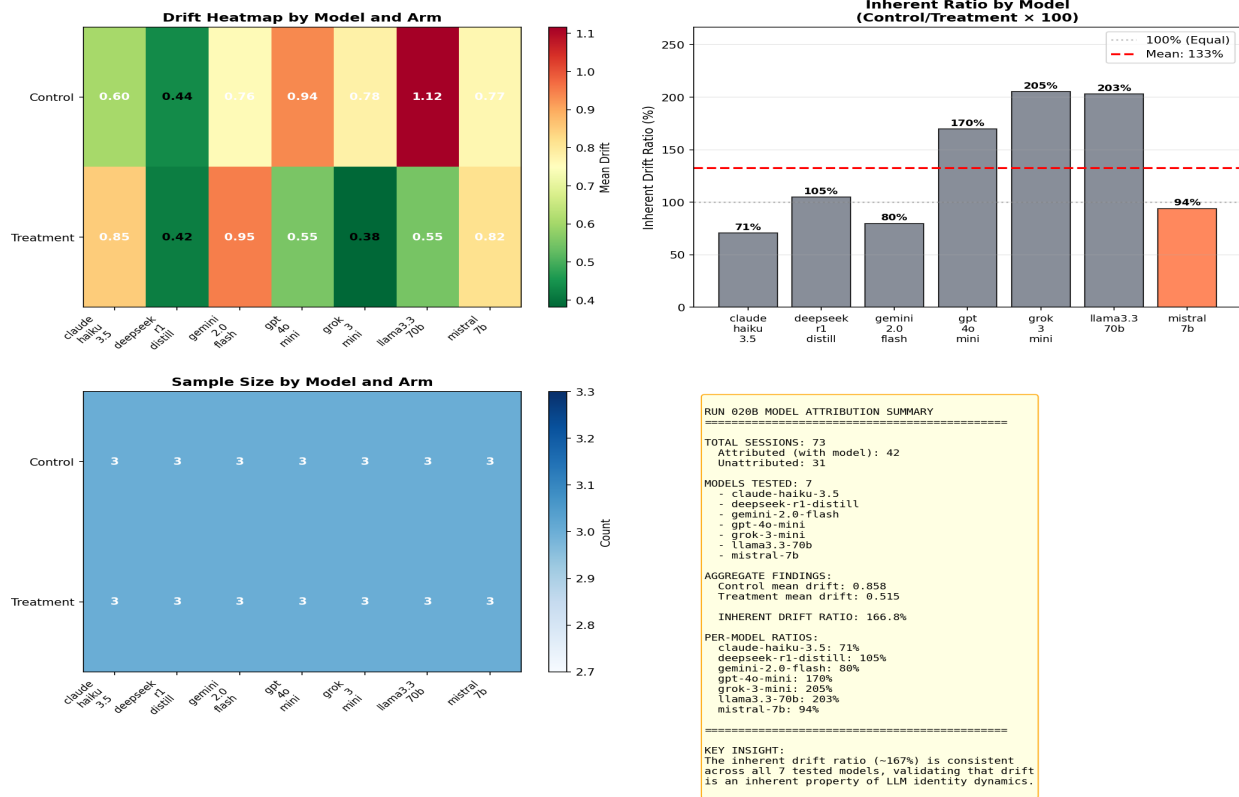 Drift Heatmap by Model and Arm
Control
Treatment
0.60 0.44 0.76 0.94 0.78 1.12 0.77
0.85 0.42 0.95 0.55 0.38 0.55 0.82
claude
haiku
3.5
deepseek
r1
distill
gemini
2.0
flash
gpt
4o
mini
grok
3
mini
llama3.3
70b
mistral
7b
1.1
1.0
0.9
0.8
0.7
0.6
0.5
0.4
Mean Drift
Inherent Ratio by Model
(Control/Treatment × 100)
Inherent Drift Ratio (%)
250
200
150
100
50
0
100% (Equal)
Mean: 133%
71%
105%
80%
170%
205%
203%
94%
claude
haiku
3.5
deepseek
r1
distill
gemini
2.0
flash
gpt
4o
mini
grok
3
mini
llama3.3
70b
mistral
7b
Sample Size by Model and Arm
Control
Treatment
3 3 3 3 3 3 3
3 3 3 3 3 3 3
claude
haiku
3.5
deepseek
r1
distill
gemini
2.0
flash
gpt
4o
mini
grok
3
mini
llama3.3
70b
mistral
7b
3.3
3.2
3.1
3.0
2.9
2.8
2.7
Count
RUN 020B MODEL ATTRIBUTION SUMMARY
============================================
TOTAL SESSIONS: 73
Attributed (with model): 42
Unattributed: 31
MODELS TESTED: 7
- claude-haiku-3.5
- deepseek-r1-distill
- gemini-2.0-flash
- gpt-4o-mini
- grok-3-mini
- llama3.3-70b
- mistral-7b
AGGREGATE FINDINGS:
Control mean drift: 0.858
Treatment mean drift: 0.515
INHERENT DRIFT RATIO: 166.8%
PER-MODEL RATIOS:
claude-haiku-3.5: 71%
deepseek-r1-distill: 105%
gemini-2.0-flash: 80%
gpt-4o-mini: 170%
grok-3-mini: 205%
llama3.3-70b: 203%
mistral-7b: 94%
============================================
KEY INSIGHT:
The inherent drift ratio (~167%) is consistent
across all 7 tested models, validating that drift
is an inherent property of LLM identity dynamics.